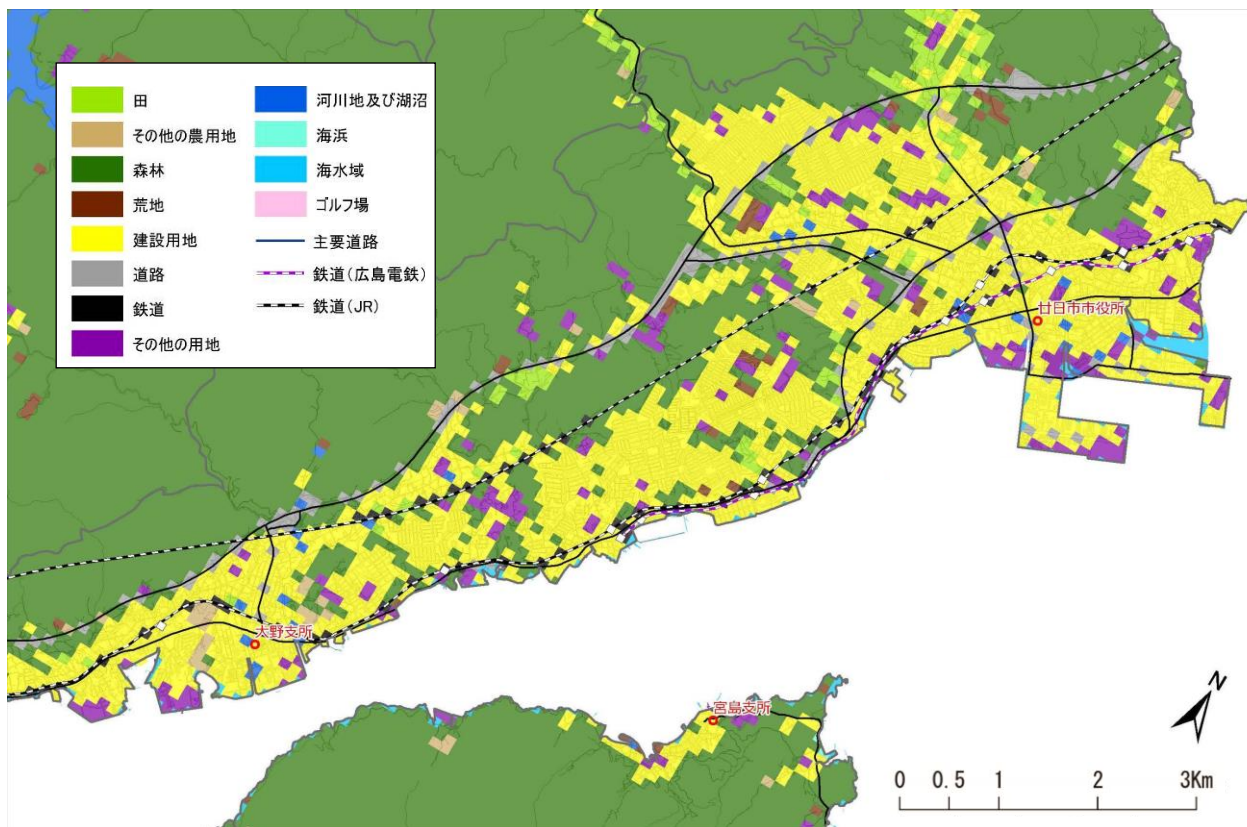 田
その他の農用地
森林
荒地
建設用地
道路
鉄道
その他の用地
河川地及び湖沼
海浜
海水域
ゴルフ場
主要道路
鉄道(広島電鉄)
鉄道(JR)
廿日市市役所
大野支所
宮島支所
N
0 0.5 1 2 3Km